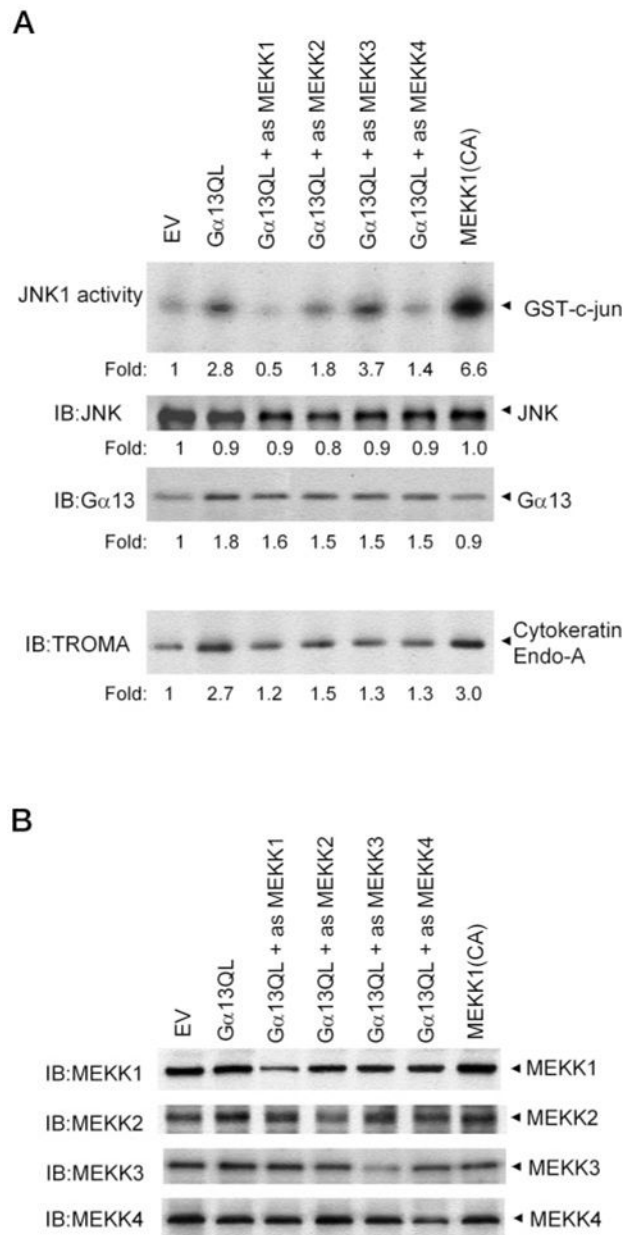 A
EV
Gα13QL
Gα13QL + as MEKK1
Gα13QL + as MEKK2
Gα13QL + as MEKK3
Gα13QL + as MEKK4
MEKK1(CA)
JNK1 activity ◄ GST-c-jun
Fold: 1 2.8 0.5 1.8 3.7 1.4 6.6
IB:JNK ◄ JNK
Fold: 1 0.9 0.9 0.8 0.9 0.9 1.0
IB:Gα13 ◄ Gα13
Fold: 1 1.8 1.6 1.5 1.5 1.5 0.9
IB:TROMA ◄ Cytokeratin
Endo-A
Fold: 1 2.7 1.2 1.5 1.3 1.3 3.0
B
EV
Gα13QL
Gα13QL + as MEKK1
Gα13QL + as MEKK2
Gα13QL + as MEKK3
Gα13QL + as MEKK4
MEKK1(CA)
IB:MEKK1 ◄ MEKK1
IB:MEKK2 ◄ MEKK2
IB:MEKK3 ◄ MEKK3
IB:MEKK4 ◄ MEKK4